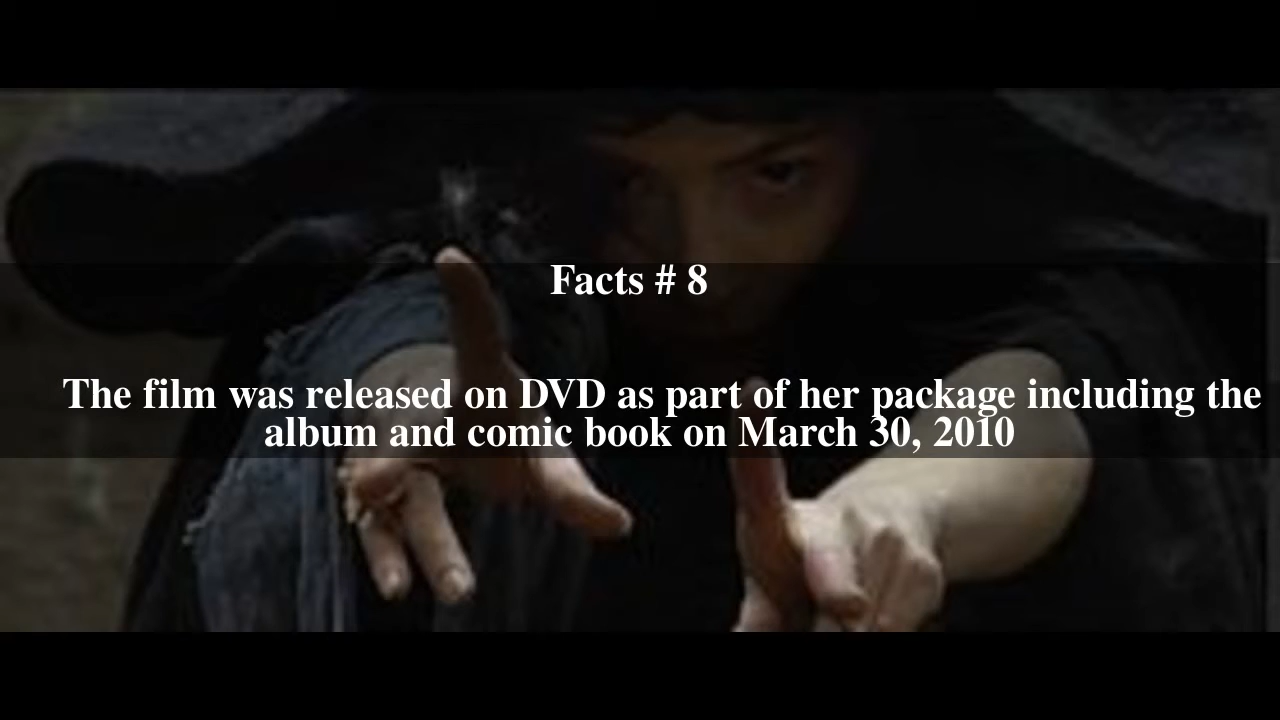 Facts # 8
The film was released on DVD as part of her package including the
album and comic book on March 30, 2010